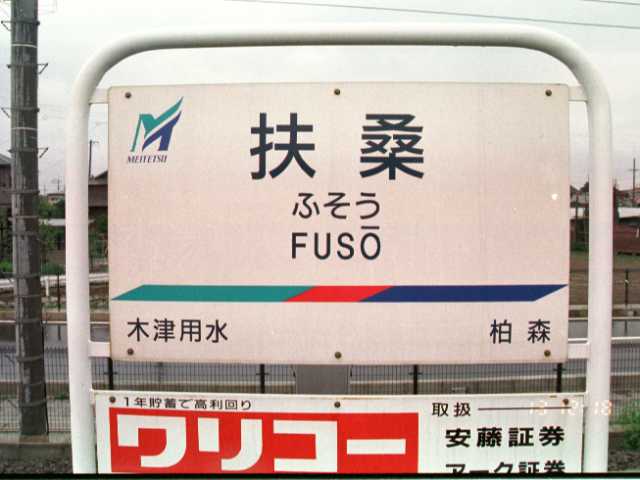 MEITETSU
扶桑
ふそう
FUSŌ
木津用水
柏森
1年貯蓄で高利回り
ワリコー
取扱
安藤証券
アーク証券